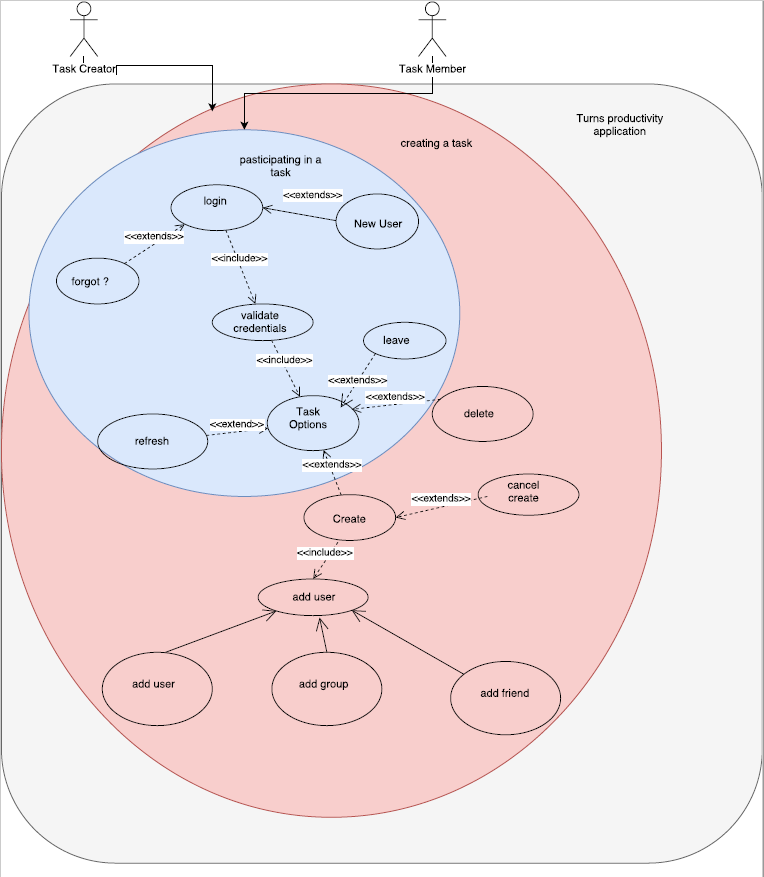 Task Creator
Task Member
Turns productivity
application
creating a task
pasticipating in a
task
login
<<extends>>
New User
<<extends>>
<<include>>
forgot ?
validate
credentials
leave
<<include>>
<<extends>>
<<extends>>
Task
Options
delete
<<extend>>
refresh
<<extends>>
cancel
create
<<extends>>
Create
<<include>>
add user
add user
add group
add friend